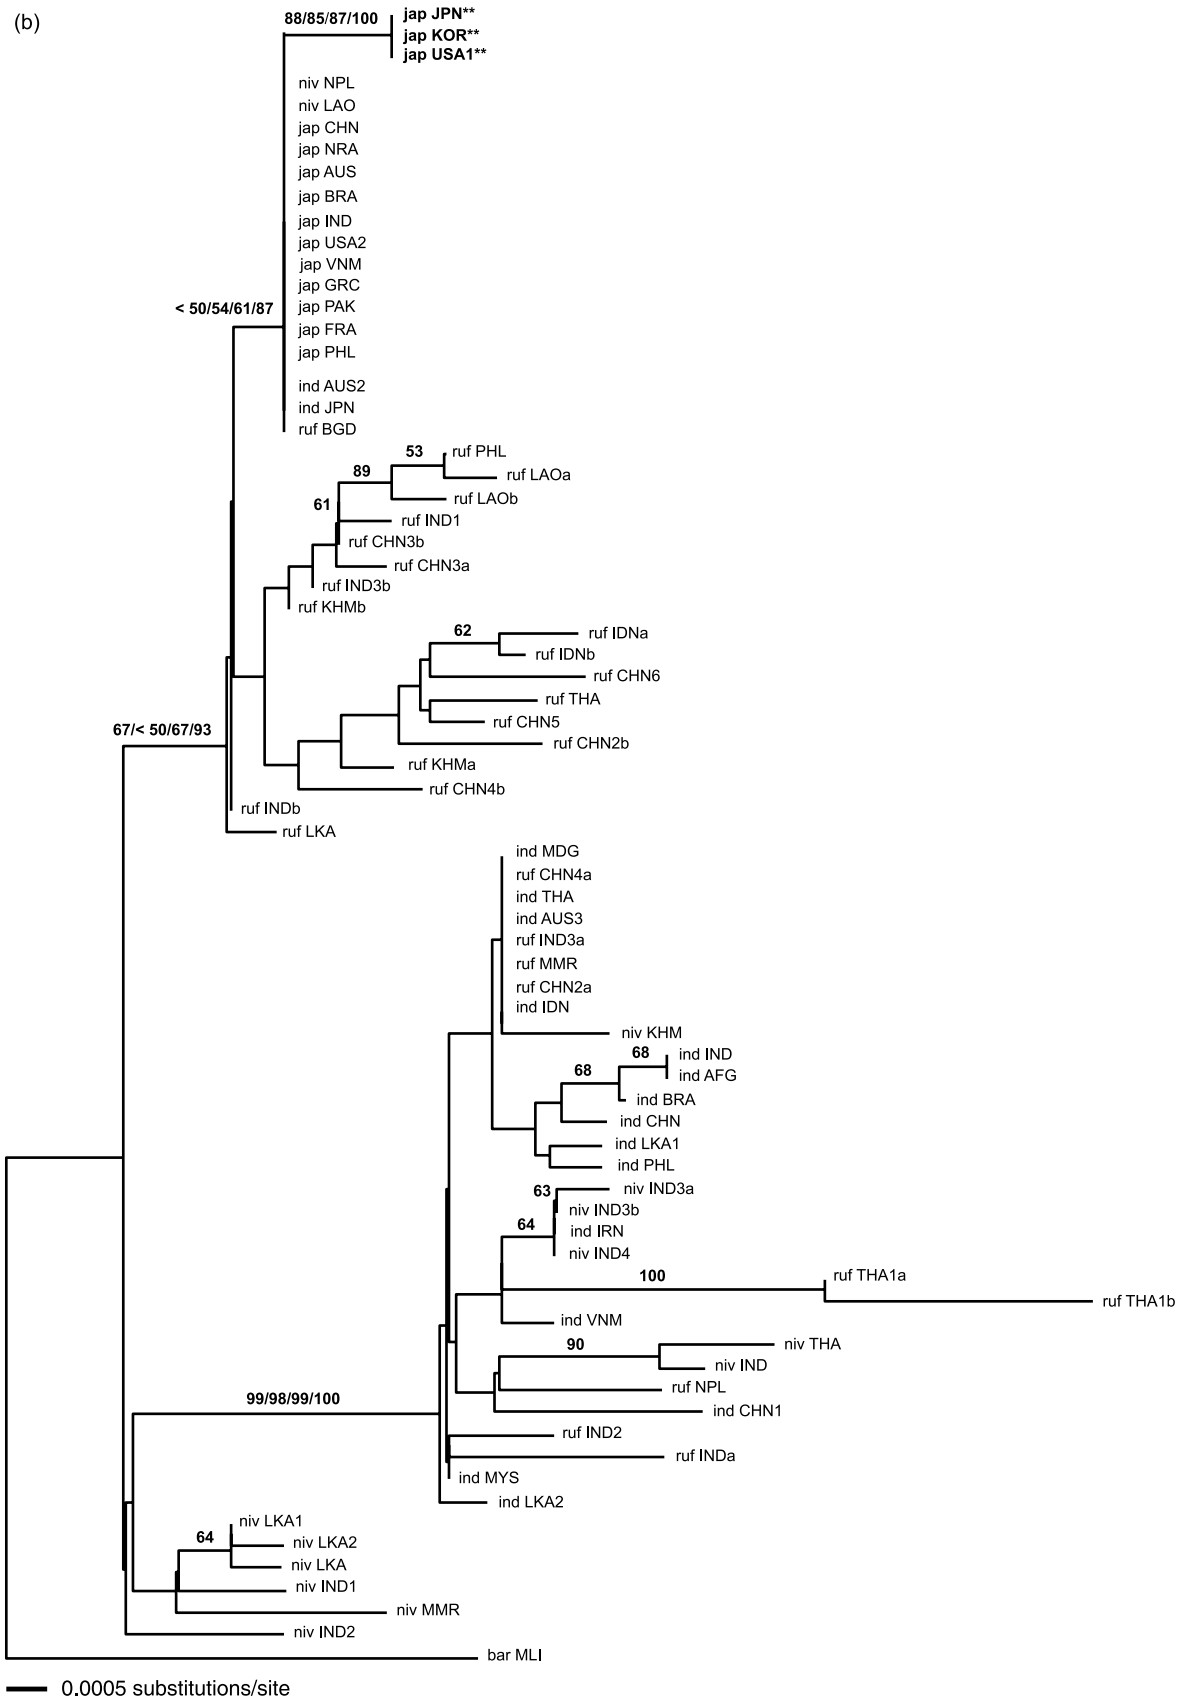 (b)
88/85/87/100
jap JPN**
jap KOR**
jap USA1**
niv NPL
niv LAO
jap CHN
jap NRA
jap AUS
jap BRA
jap IND
jap USA2
jap VNM
jap GRC
< 50/54/61/87
jap PAK
jap FRA
jap PHL
ind AUS2
ind JPN
ruf BGD
53
ruf PHL
89
ruf LAOa
ruf LAOb
61
ruf IND1
ruf CHN3b
ruf CHN3a
ruf IND3b
ruf KHMb
62
ruf IDNa
ruf IDNb
ruf CHN6
ruf THA
ruf CHN5
67/< 50/67/93
ruf CHN2b
ruf KHMa
ruf CHN4b
ruf INDb
ruf LKA
ind MDG
ruf CHN4a
ind THA
ind AUS3
ruf IND3a
ruf MMR
ruf CHN2a
ind IDN
niv KHM
68
ind IND
68
ind AFG
ind BRA
ind CHN
ind LKA1
ind PHL
63
niv IND3a
niv IND3b
64
ind IRN
niv IND4
100
ruf THA1a
ruf THA1b
ind VNM
90
niv THA
niv IND
ruf NPL
99/98/99/100
ind CHN1
ruf IND2
ruf INDa
ind MYS
ind LKA2
niv LKA1
64
niv LKA2
niv LKA
niv IND1
niv MMR
niv IND2
bar MLI
0.0005 substitutions/site